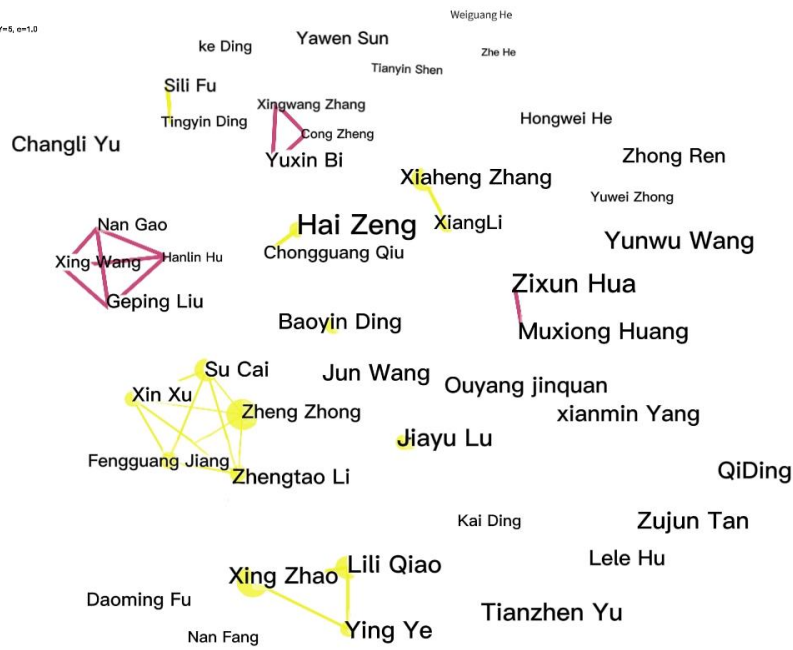 Weiguang He
Y=5, e=1.0
Yawen Sun
ke Ding
Zhe He
Tianyin Shen
Sili Fu
Xingwang Zhang
Tingyin Ding
Hongwei He
Cong Zheng
Changli Yu
Yuxin Bi
Zhong Ren
Xiaheng Zhang
Yuwei Zhong
Nan Gao
Hai Zeng
XiangLi
Chongguang Qiu
Yunwu Wang
Xing Wang
Hanlin Hu
Zixun Hua
Geping Liu
Baoyin Ding
Muxiong Huang
Su Cai
Jun Wang
Ouyang jinquan
Xin Xu
Zheng Zhong
xianmin Yang
Jiayu Lu
Fengguang Jiang
Zhengtao Li
QiDing
Kai Ding
Zujun Tan
Lele Hu
Lili Qiao
Xing Zhao
Daoming Fu
Tianzhen Yu
Ying Ye
Nan Fang